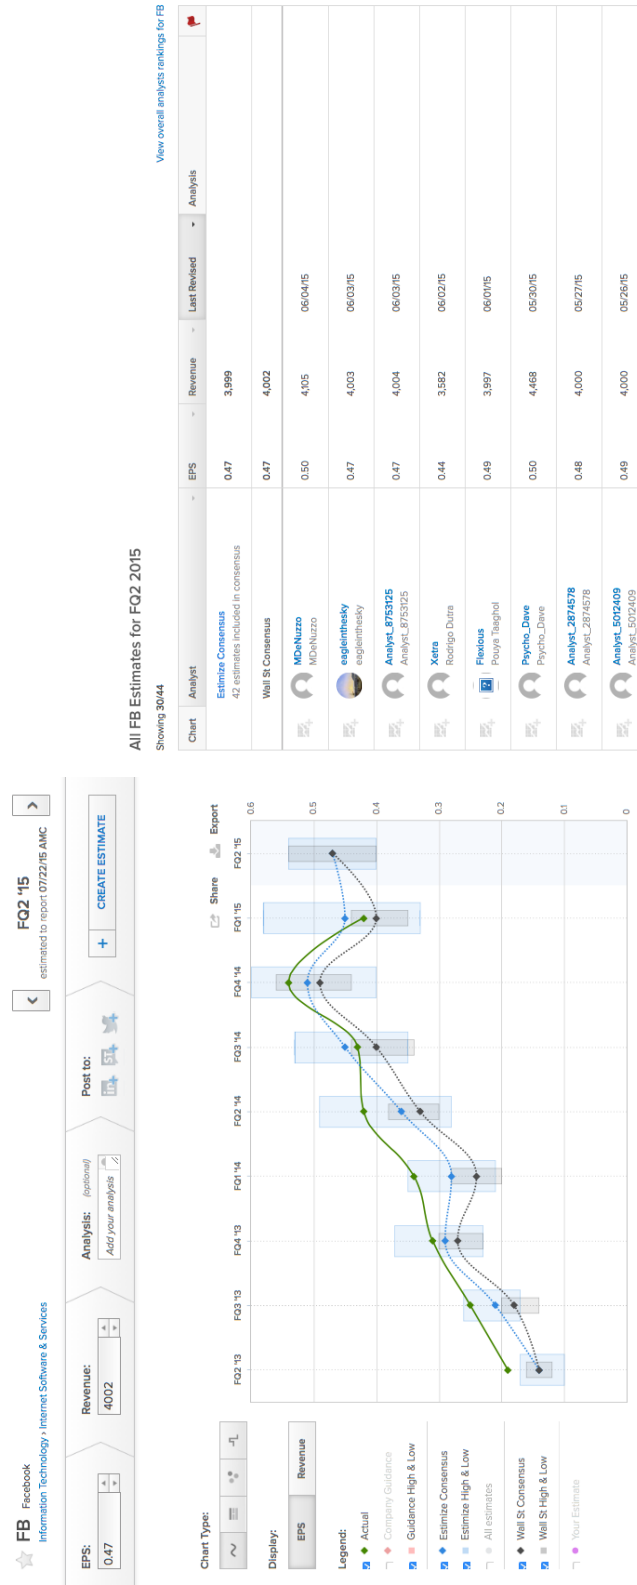 FB Facebook
Information Technology › Internet Software & Services
FQ2 '15
estimated to report 07/22/15 AMC
EPS:
0.47
Revenue:
4002
Analysis: (optional)
Add your analysis
Post to:
CREATE ESTIMATE
Chart Type:
Display:
EPS
Revenue
Legend:
Actual
Company Guidance
Guidance High & Low
Estimize Consensus
Estimize High & Low
All estimates
Wall St Consensus
Wall St High & Low
Your Estimate
Share
Export
FQ2 '13
FQ3 '13
FQ4 '13
FQ1 '14
FQ2 '14
FQ3 '14
FQ4 '14
FQ1 '15
FQ2 '15
0.6
0.5
0.4
0.3
0.2
0.1
0
All FB Estimates for FQ2 2015
Showing 30/44
View overall analysts rankings for FB
Chart Analyst EPS Revenue Last Revised Analysis
Estimize Consensus 0.47 3,999
42 estimates included in consensus
Wall St Consensus 0.47 4,002
MDeNuzzo 0.50 4,105 06/04/15
MDeNuzzo
eagleinthesky 0.47 4,003 06/03/15
eagleinthesky
Analyst_8753125 0.47 4,004 06/03/15
Analyst_8753125
Xetra 0.44 3,582 06/02/15
Rodrigo Dutra
Flexious 0.49 3,997 06/01/15
Pouya Taaghol
Psycho_Dave 0.50 4,468 05/30/15
Psycho_Dave
Analyst_2874578 0.48 4,000 05/27/15
Analyst_2874578
Analyst_5012409 0.49 4,000 05/26/15
Analyst_5012409